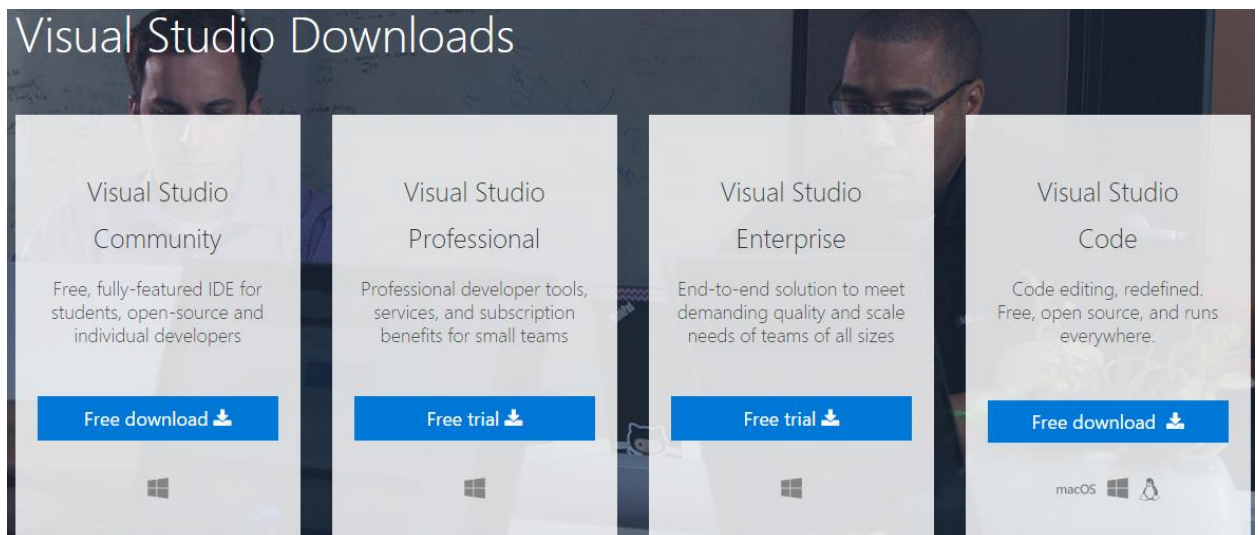 Visual Studio Downloads
Visual Studio
Community
Free, fully-featured IDE for
students, open-source and
individual developers
Free download
Visual Studio
Professional
Professional developer tools,
services, and subscription
benefits for small teams
Free trial
Visual Studio
Enterprise
End-to-end solution to meet
demanding quality and scale
needs of teams of all sizes
Free trial
Visual Studio
Code
Code editing, redefined.
Free, open source, and runs
everywhere.
Free download
macOS